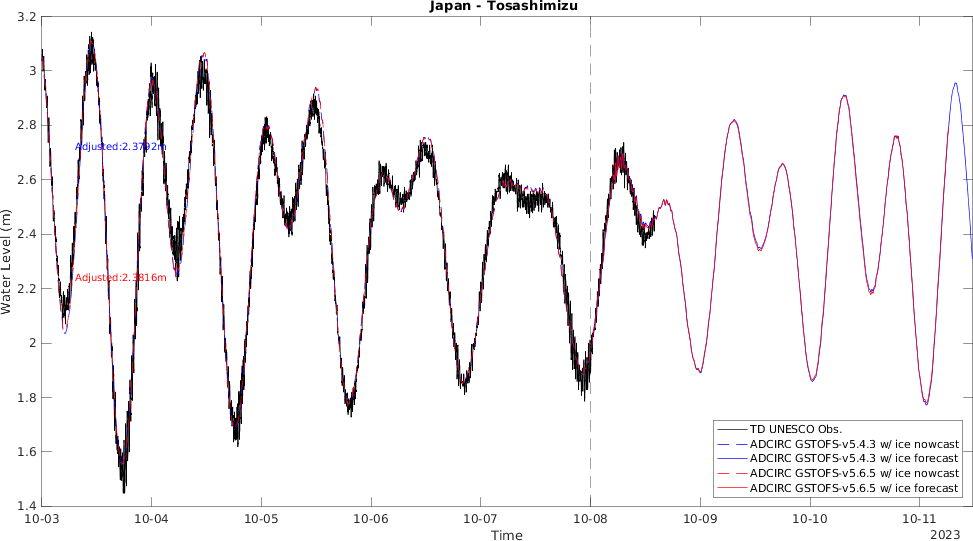 Japan - Tosashimizu
3.2
3
2.8
2.6
2.4
2.2
2
1.8
1.6
1.4
Water Level (m)
Adjusted:2.3792m
Adjusted:2.3816m
TD UNESCO Obs.
ADCIRC GSTOFS-v5.4.3 w/ ice nowcast
ADCIRC GSTOFS-v5.4.3 w/ ice forecast
ADCIRC GSTOFS-v5.6.5 w/ ice nowcast
ADCIRC GSTOFS-v5.6.5 w/ ice forecast
10-03 10-04 10-05 10-06 10-07 10-08 10-09 10-10 10-11
Time
2023